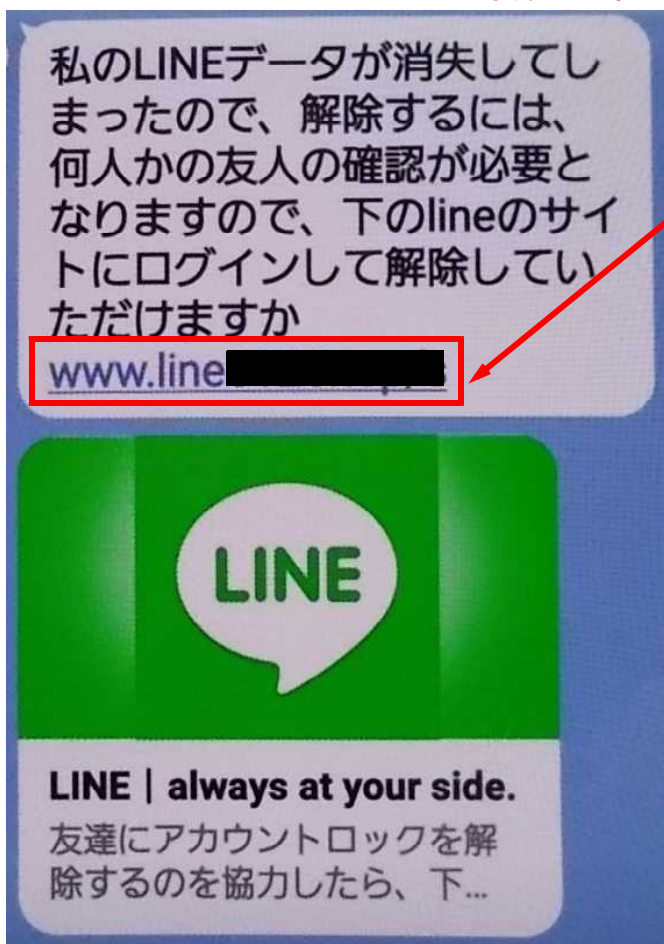 私のLINEデータが消失してし
まったので、解除するには、
何人かの友人の確認が必要と
なりますので、下のlineのサイ
トにログインして解除してい
ただけますか
www.line
LINE
LINE｜always at your side.
友達にアカウントロックを解
除するのを協力したら、下...